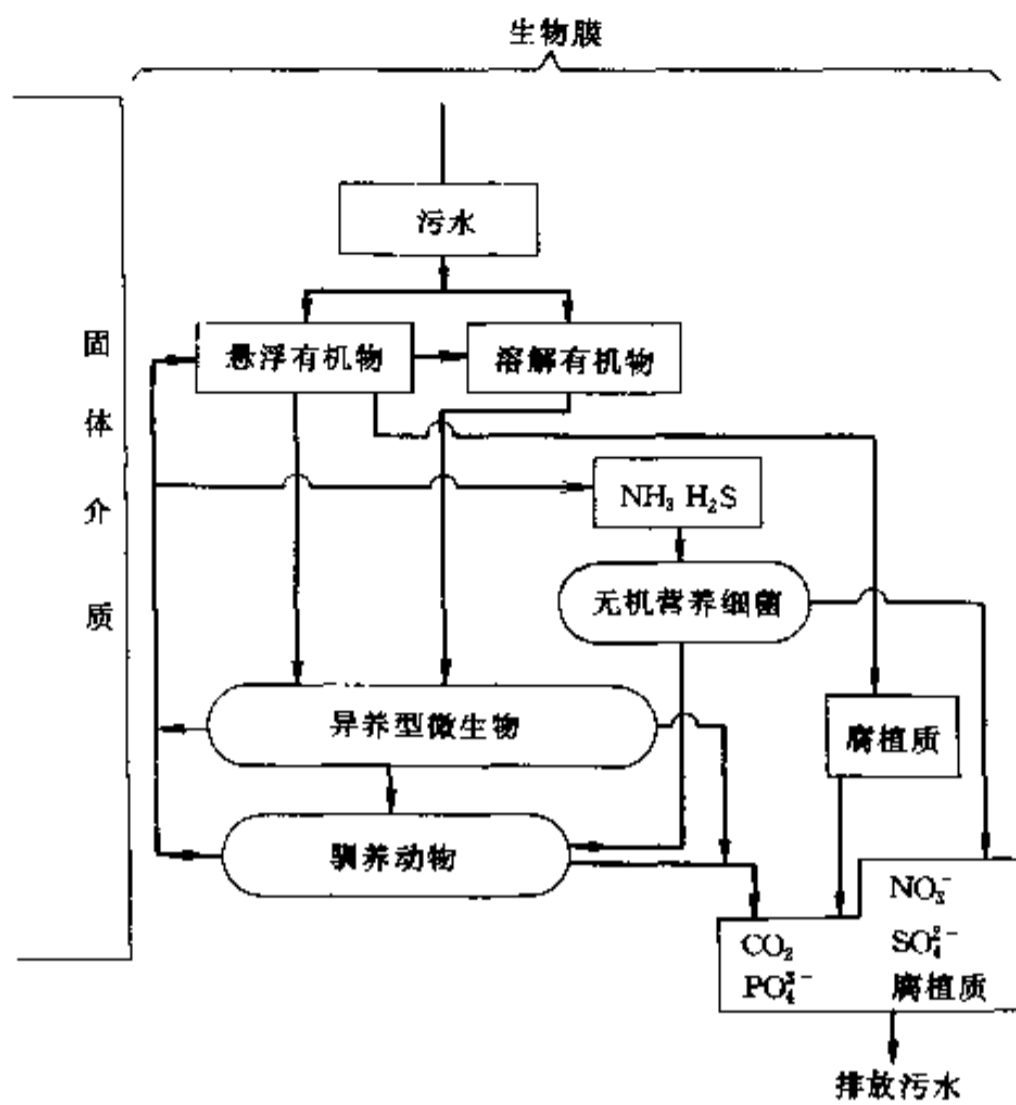 生物膜
污水
固体介质
悬浮有机物
溶解有机物
NH₃ H₂S
无机营养细菌
异养型微生物
腐植质
驯养动物
NO₃⁻
CO₂
SO₄²⁻
PO₄³⁻
腐植质
排放污水